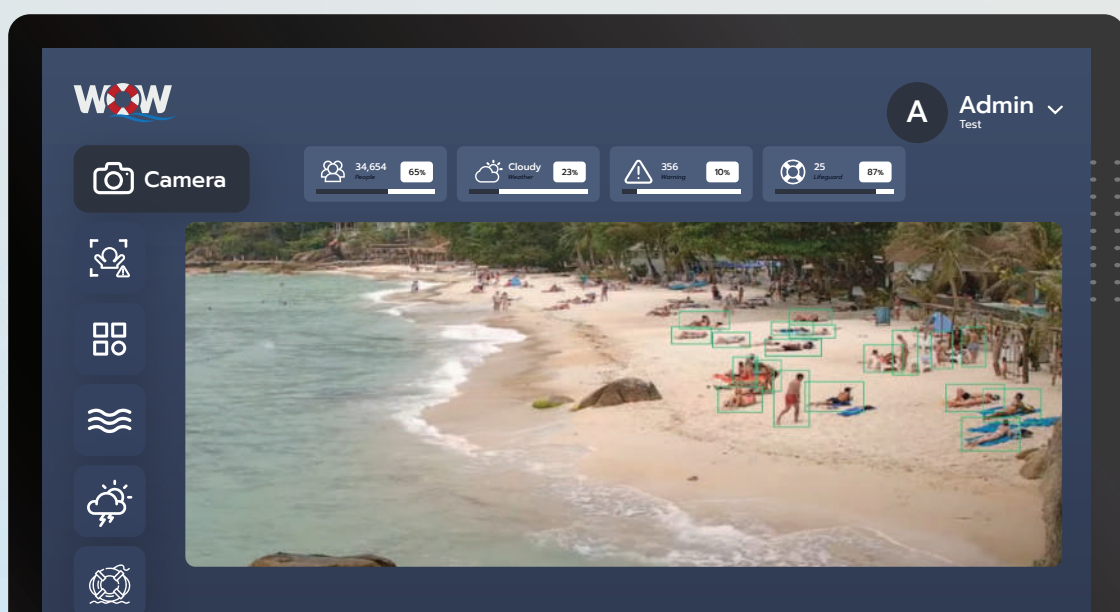 WOW
A
Admin
Test
Camera
34,654
People
65%
Cloudy
Weather
23%
356
Warning
10%
25
Lifeguard
87%